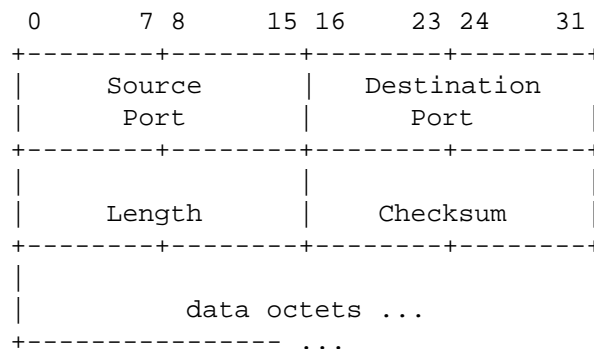 0      7 8     15 16    23 24    31
+--------+--------+--------+--------+
|     Source      |   Destination
|      Port       |      Port       |
+--------+--------+--------+--------+
|                 |                 |
|     Length      |    Checksum     |
+--------+--------+--------+--------+
|
|          data octets ...
+---------------- ...